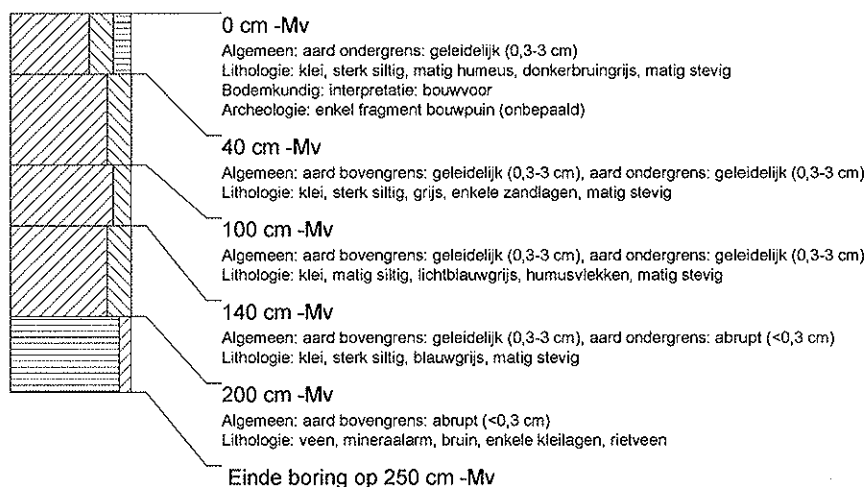 0 cm -Mv
Algemeen: aard ondergrens: geleidelijk (0,3-3 cm)
Lithologie: klei, sterk siltig, matig humeus, donkerbruingrijs, matig stevig
Bodemkundig: interpretatie: bouwvoor
Archeologie: enkel fragment bouwpuin (onbepaald)
40 cm -Mv
Algemeen: aard bovengrens: geleidelijk (0,3-3 cm), aard ondergrens: geleidelijk (0,3-3 cm)
Lithologie: klei, sterk siltig, grijs, enkele zandlagen, matig stevig
100 cm -Mv
Algemeen: aard bovengrens: geleidelijk (0,3-3 cm), aard ondergrens: geleidelijk (0,3-3 cm)
Lithologie: klei, matig siltig, lichtblauwgrijs, humusvlekken, matig stevig
140 cm -Mv
Algemeen: aard bovengrens: geleidelijk (0,3-3 cm), aard ondergrens: abrupt (<0,3 cm)
Lithologie: klei, sterk siltig, blauwgrijs, matig stevig
200 cm -Mv
Algemeen: aard bovengrens: abrupt (<0,3 cm)
Lithologie: veen, mineraalarm, bruin, enkele kleilagen, rietveen
Einde boring op 250 cm -Mv